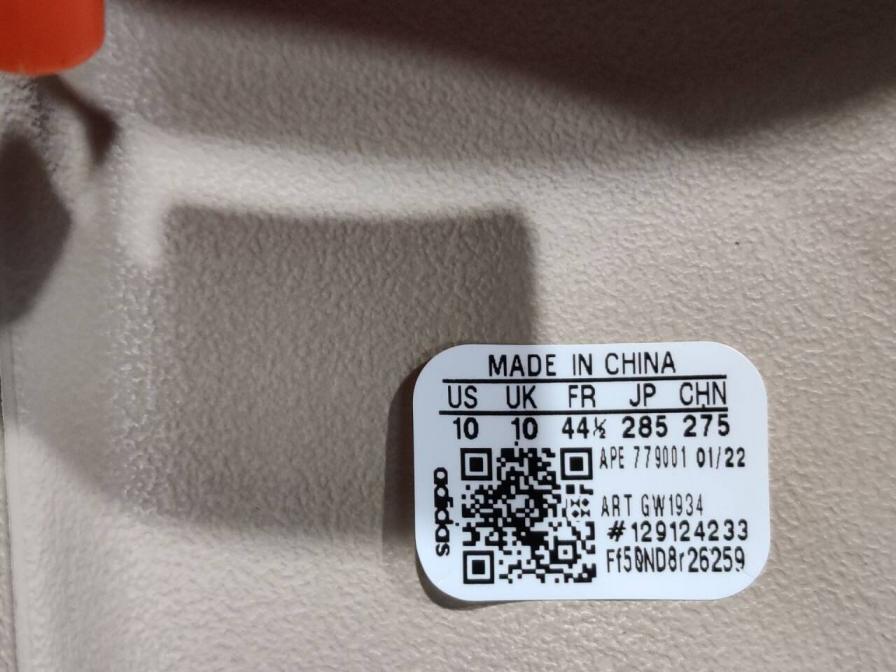 MADE IN CHINA
US UK FR JP CHN
10 10 44½ 285 275
APE 779001 01/22
adidas
ART GW1934
#129124233
Ff50ND8r26259